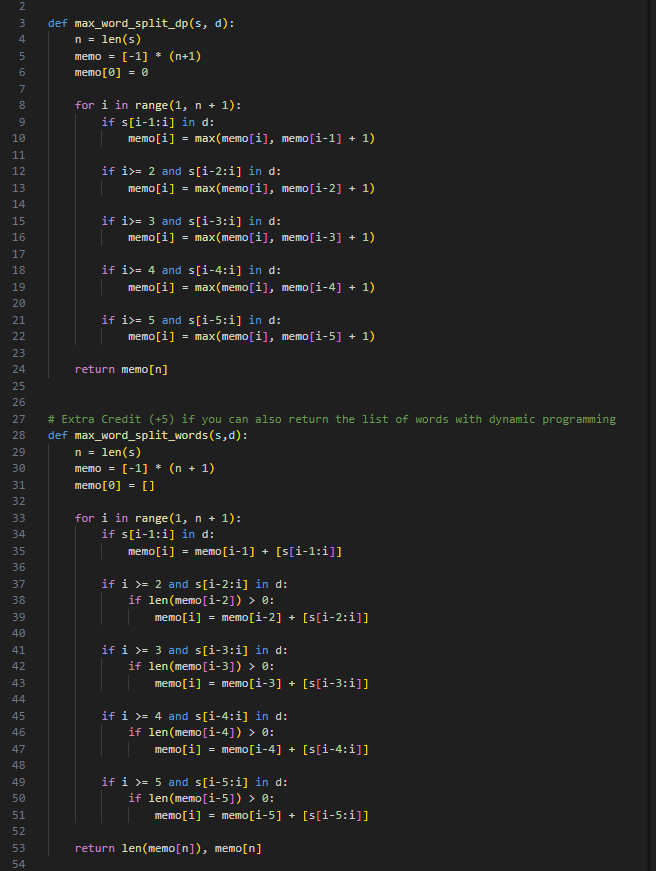 2
3 def max_word_split_dp(s, d):
4 n = len(s)
5 memo = [-1] * (n+1)
6 memo[0] = 0
7
8 for i in range(1, n + 1):
9 if s[i-1:i] in d:
10 memo[i] = max(memo[i], memo[i-1] + 1)
11
12 if i>= 2 and s[i-2:i] in d:
13 memo[i] = max(memo[i], memo[i-2] + 1)
14
15 if i>= 3 and s[i-3:i] in d:
16 memo[i] = max(memo[i], memo[i-3] + 1)
17
18 if i>= 4 and s[i-4:i] in d:
19 memo[i] = max(memo[i], memo[i-4] + 1)
20
21 if i>= 5 and s[i-5:i] in d:
22 memo[i] = max(memo[i], memo[i-5] + 1)
23
24 return memo[n]
25
26
27 # Extra Credit (+5) if you can also return the list of words with dynamic programming
28 def max_word_split_words(s,d):
29 n = len(s)
30 memo = [-1] * (n + 1)
31 memo[0] = []
32
33 for i in range(1, n + 1):
34 if s[i-1:i] in d:
35 memo[i] = memo[i-1] + [s[i-1:i]]
36
37 if i >= 2 and s[i-2:i] in d:
38 if len(memo[i-2]) > 0:
39 memo[i] = memo[i-2] + [s[i-2:i]]
40
41 if i >= 3 and s[i-3:i] in d:
42 if len(memo[i-3]) > 0:
43 memo[i] = memo[i-3] + [s[i-3:i]]
44
45 if i >= 4 and s[i-4:i] in d:
46 if len(memo[i-4]) > 0:
47 memo[i] = memo[i-4] + [s[i-4:i]]
48
49 if i >= 5 and s[i-5:i] in d:
50 if len(memo[i-5]) > 0:
51 memo[i] = memo[i-5] + [s[i-5:i]]
52
53 return len(memo[n]), memo[n]
54